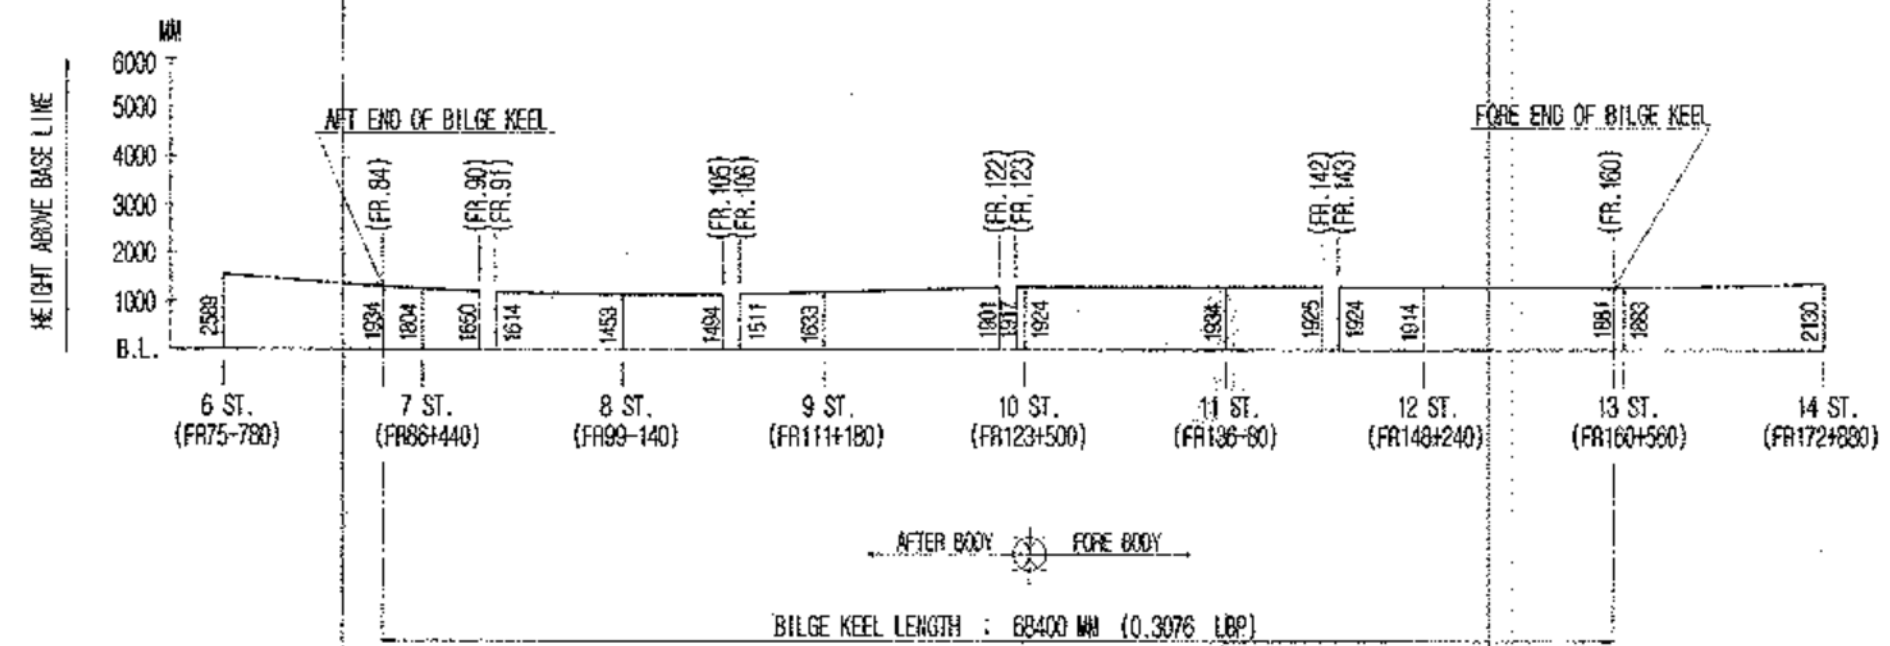 MM
6000
5000
4000
3000
2000
1000
B.L.
HEIGHT ABOVE BASE LINE
AFT END OF BILGE KEEL
FORE END OF BILGE KEEL
(FR.84)
(FR.90)
(FR.91)
(FR.105)
(FR.106)
(FR.122)
(FR.123)
(FR.142)
(FR.143)
(FR.160)
2589
1934
1804
1650
1614
1453
1494
1511
1633
1901
1917
1924
1934
1925
1924
1914
1881
1883
2130
6 ST.
(FR75-780)
7 ST.
(FR86+440)
8 ST.
(FR99-140)
9 ST.
(FR111+180)
10 ST.
(FR123+500)
11 ST.
(FR136-80)
12 ST.
(FR148+240)
13 ST.
(FR160+560)
14 ST.
(FR172+880)
AFTER BODY
FORE BODY
BILGE KEEL LENGTH : 68400 MM (0.3076 LBP)